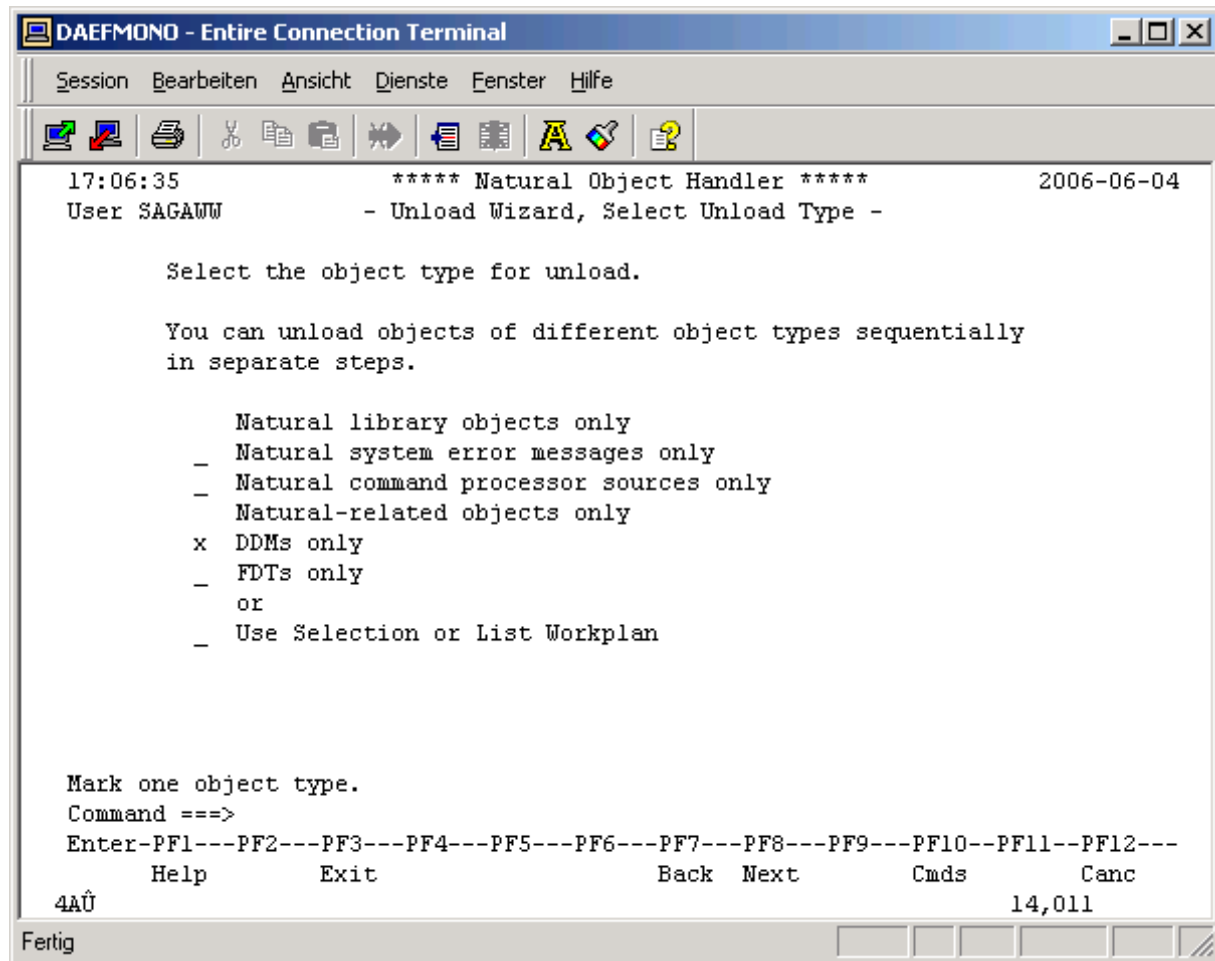 DAEFMONO - Entire Connection Terminal
Session Bearbeiten Ansicht Dienste Fenster Hilfe
17:06:35 ***** Natural Object Handler ***** 2006-06-04
User SAGAWW - Unload Wizard, Select Unload Type -
Select the object type for unload.
You can unload objects of different object types sequentially
in separate steps.
Natural library objects only
_ Natural system error messages only
_ Natural command processor sources only
Natural-related objects only
x DDMs only
_ FDTs only
or
_ Use Selection or List Workplan
Mark one object type.
Command ===>
Enter-PF1---PF2---PF3---PF4---PF5---PF6---PF7---PF8---PF9---PF10--PF11--PF12---
Help Exit Back Next Cmds Canc
4AÛ 14,011
Fertig